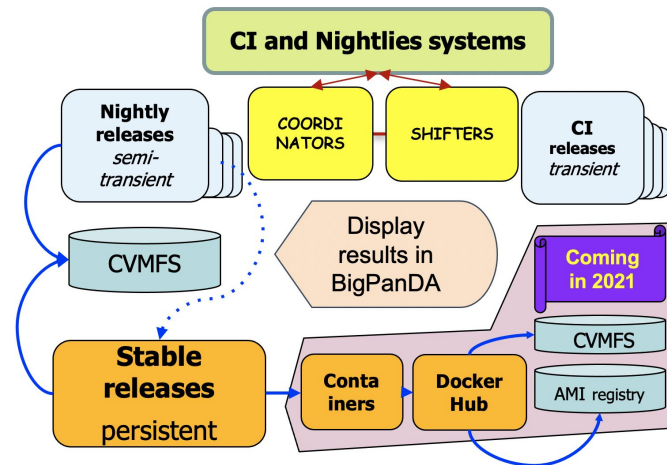 CI and Nightlies systems
Nightly
releases
semi-
transient
COORDI
NATORS
SHIFTERS
CI
releases
transient
CVMFS
Display
results in
BigPanDA
Coming
in 2021
Stable
releases
persistent
Conta
iners
Docker
Hub
CVMFS
AMI registry